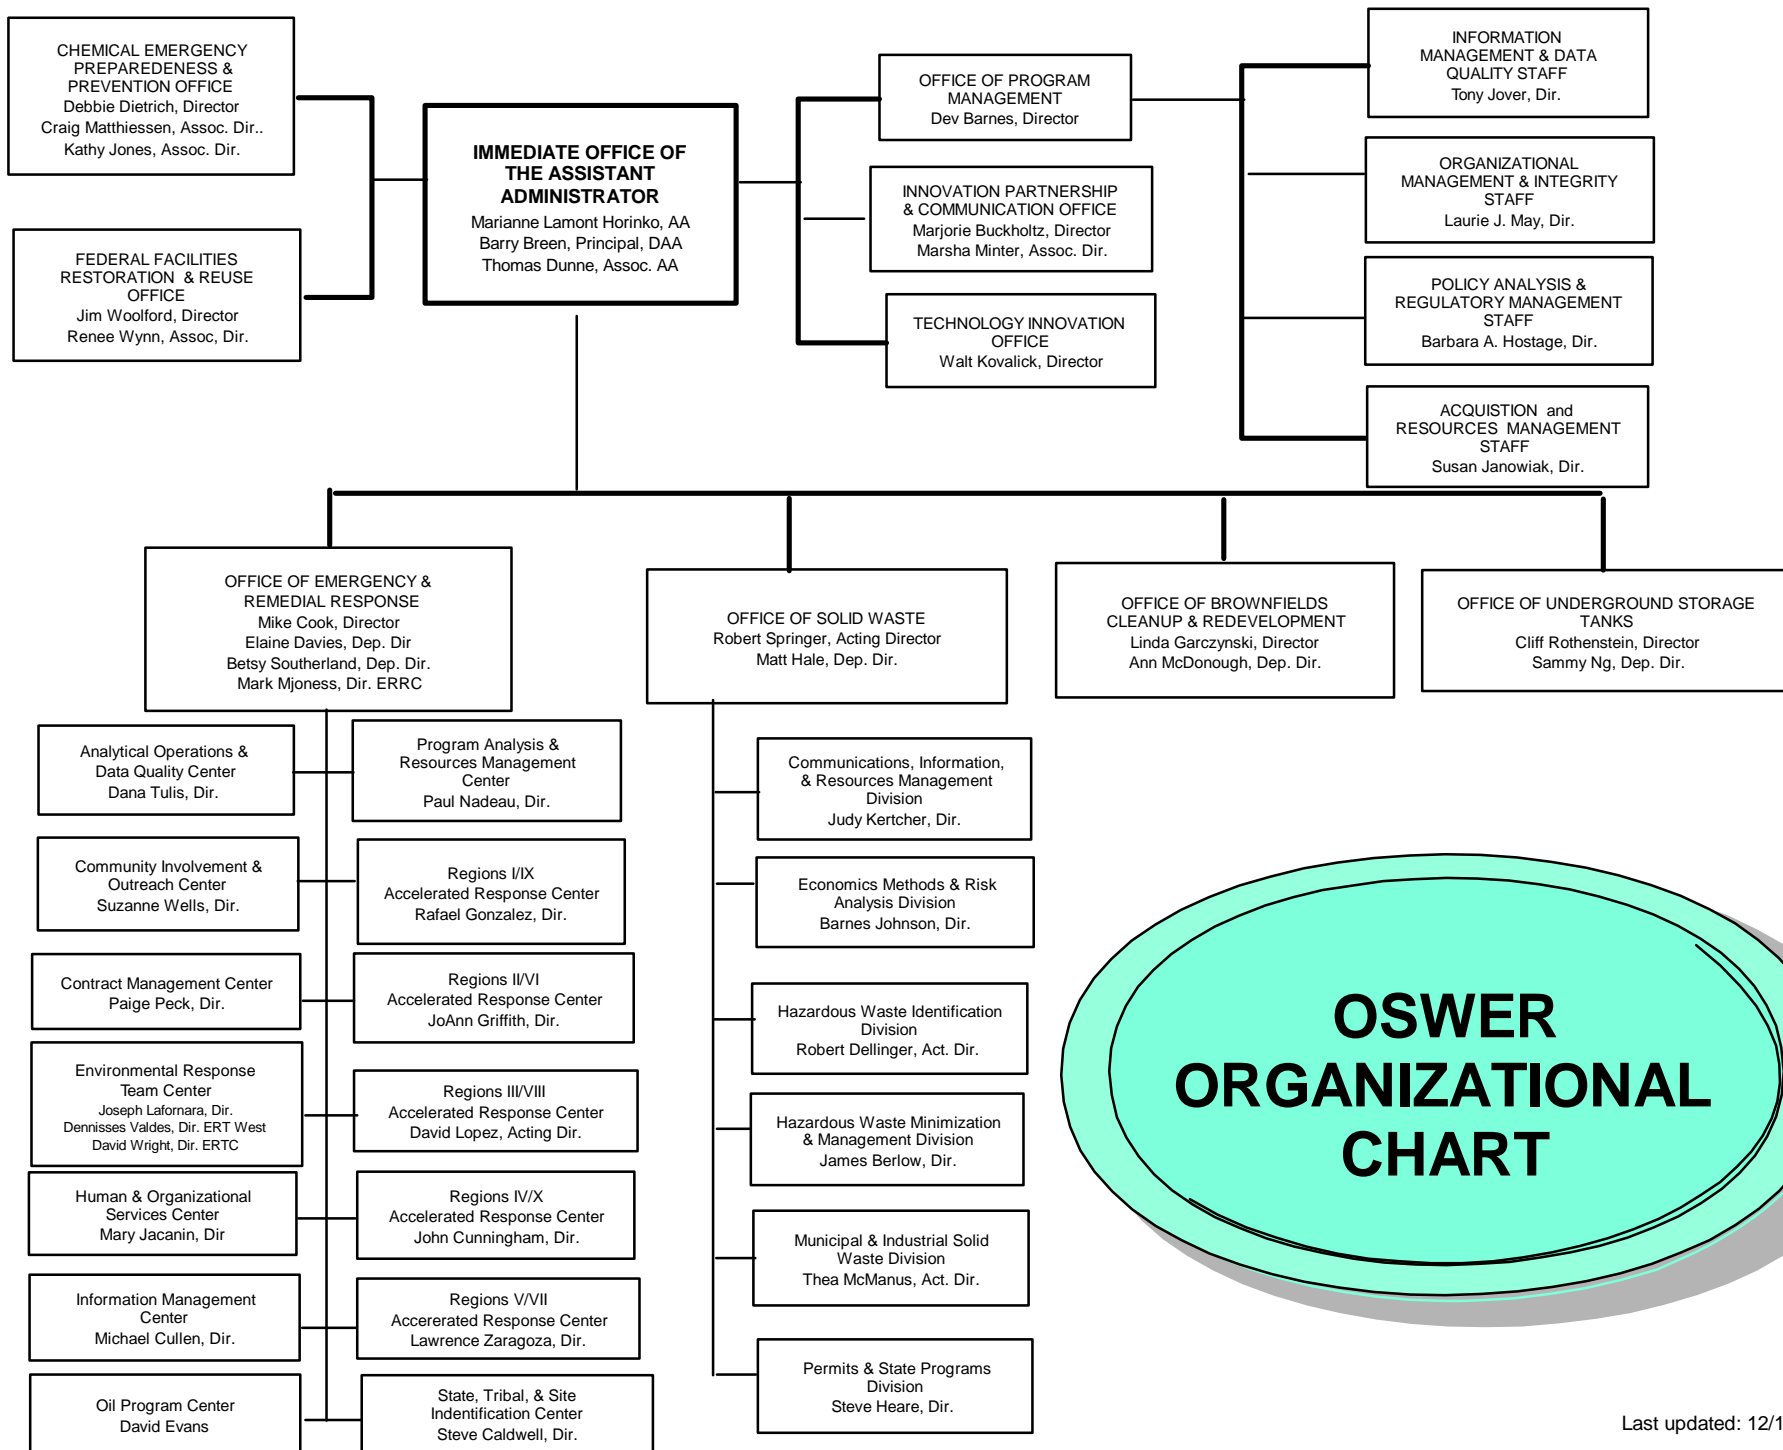 CHEMICAL EMERGENCY
PREPAREDENESS &
PREVENTION OFFICE
Debbie Dietrich, Director
Craig Matthiessen, Assoc. Dir..
Kathy Jones, Assoc. Dir.
FEDERAL FACILITIES
RESTORATION & REUSE
OFFICE
Jim Woolford, Director
Renee Wynn, Assoc, Dir.
IMMEDIATE OFFICE OF
THE ASSISTANT
ADMINISTRATOR
Marianne Lamont Horinko, AA
Barry Breen, Principal, DAA
Thomas Dunne, Assoc. AA
OFFICE OF PROGRAM
MANAGEMENT
Dev Barnes, Director
INNOVATION PARTNERSHIP
& COMMUNICATION OFFICE
Marjorie Buckholtz, Director
Marsha Minter, Assoc. Dir.
TECHNOLOGY INNOVATION
OFFICE
Walt Kovalick, Director
INFORMATION
MANAGEMENT & DATA
QUALITY STAFF
Tony Jover, Dir.
ORGANIZATIONAL
MANAGEMENT & INTEGRITY
STAFF
Laurie J. May, Dir.
POLICY ANALYSIS &
REGULATORY MANAGEMENT
STAFF
Barbara A. Hostage, Dir.
ACQUISTION and
RESOURCES MANAGEMENT
STAFF
Susan Janowiak, Dir.
OFFICE OF EMERGENCY &
REMEDIAL RESPONSE
Mike Cook, Director
Elaine Davies, Dep. Dir
Betsy Southerland, Dep. Dir.
Mark Mjoness, Dir. ERRC
OFFICE OF SOLID WASTE
Robert Springer, Acting Director
Matt Hale, Dep. Dir.
OFFICE OF BROWNFIELDS
CLEANUP & REDEVELOPMENT
Linda Garczynski, Director
Ann McDonough, Dep. Dir.
OFFICE OF UNDERGROUND STORAGE
TANKS
Cliff Rothenstein, Director
Sammy Ng, Dep. Dir.
Analytical Operations &
Data Quality Center
Dana Tulis, Dir.
Program Analysis &
Resources Management
Center
Paul Nadeau, Dir.
Community Involvement &
Outreach Center
Suzanne Wells, Dir.
Regions I/IX
Accelerated Response Center
Rafael Gonzalez, Dir.
Contract Management Center
Paige Peck, Dir.
Regions II/VI
Accelerated Response Center
JoAnn Griffith, Dir.
Environmental Response
Team Center
Joseph Lafornara, Dir.
Dennisses Valdes, Dir. ERT West
David Wright, Dir. ERTC
Regions III/VIII
Accelerated Response Center
David Lopez, Acting Dir.
Human & Organizational
Services Center
Mary Jacanin, Dir
Regions IV/X
Accelerated Response Center
John Cunningham, Dir.
Information Management
Center
Michael Cullen, Dir.
Regions V/VII
Accererated Response Center
Lawrence Zaragoza, Dir.
Oil Program Center
David Evans
State, Tribal, & Site
Indentification Center
Steve Caldwell, Dir.
Communications, Information,
& Resources Management
Division
Judy Kertcher, Dir.
Economics Methods & Risk
Analysis Division
Barnes Johnson, Dir.
Hazardous Waste Identification
Division
Robert Dellinger, Act. Dir.
Hazardous Waste Minimization
& Management Division
James Berlow, Dir.
Municipal & Industrial Solid
Waste Division
Thea McManus, Act. Dir.
Permits & State Programs
Division
Steve Heare, Dir.
OSWER
ORGANIZATIONAL
CHART
Last updated: 12/1